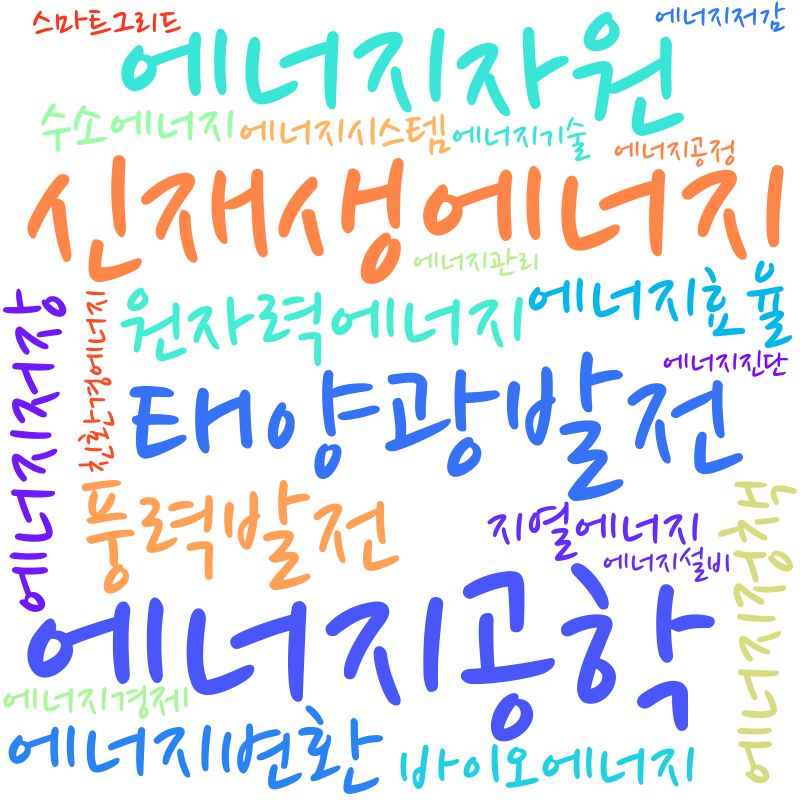 스마트그리드
에너지저감
에너지자원
수소에너지
에너지시스템
에너지기술
에너지공정
신재생에너지
에너지관리
에너지저장
친환경에너지
원자력에너지
에너지효율
에너지진단
태양광발전
풍력발전
지열에너지
에너지설비
에너지정책
에너지공학
에너지경제
에너지변환
바이오에너지